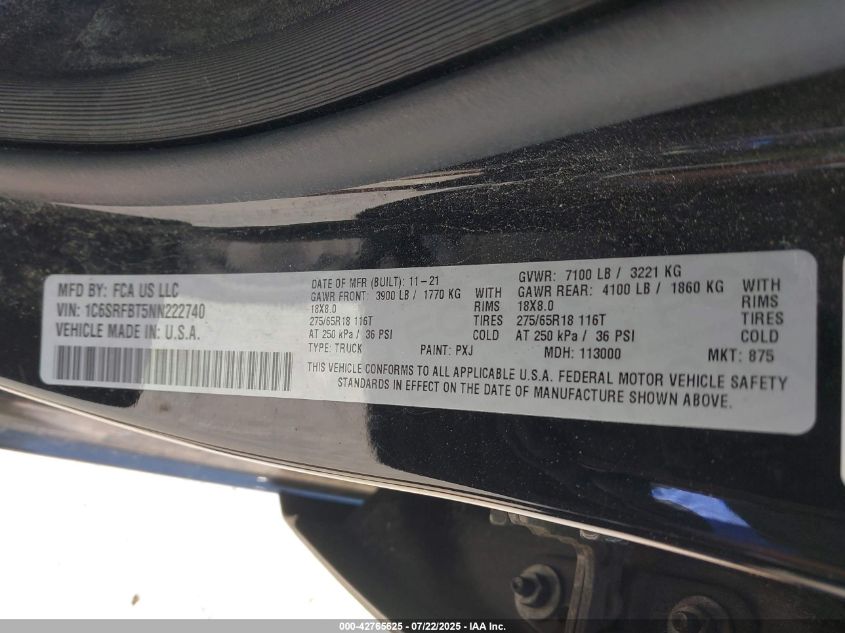 MFD BY: FCA US LLC
VIN: 1C6SRFBT5NN222740
VEHICLE MADE IN U.S.A.
DATE OF MFR (BUILT): 11-21
GAWR FRONT: 3900 LB / 1770 KG WITH
18X8.0 RIMS
275/65R18 116T TIRES
AT 250 kPa / 36 PSI COLD
TYPE: TRUCK PAINT: PXJ
GVWR: 7100 LB / 3221 KG
GAWR REAR: 4100 LB / 1860 KG WITH
18X8.0 RIMS
275/65R18 116T TIRES
AT 250 kPa / 36 PSI COLD
MDH: 113000 MKT: 875
THIS VEHICLE CONFORMS TO ALL APPLICABLE U.S.A. FEDERAL MOTOR VEHICLE SAFETY
STANDARDS IN EFFECT ON THE DATE OF MANUFACTURE SHOWN ABOVE.
000-42765625 - 07/22/2025 - IAA Inc.